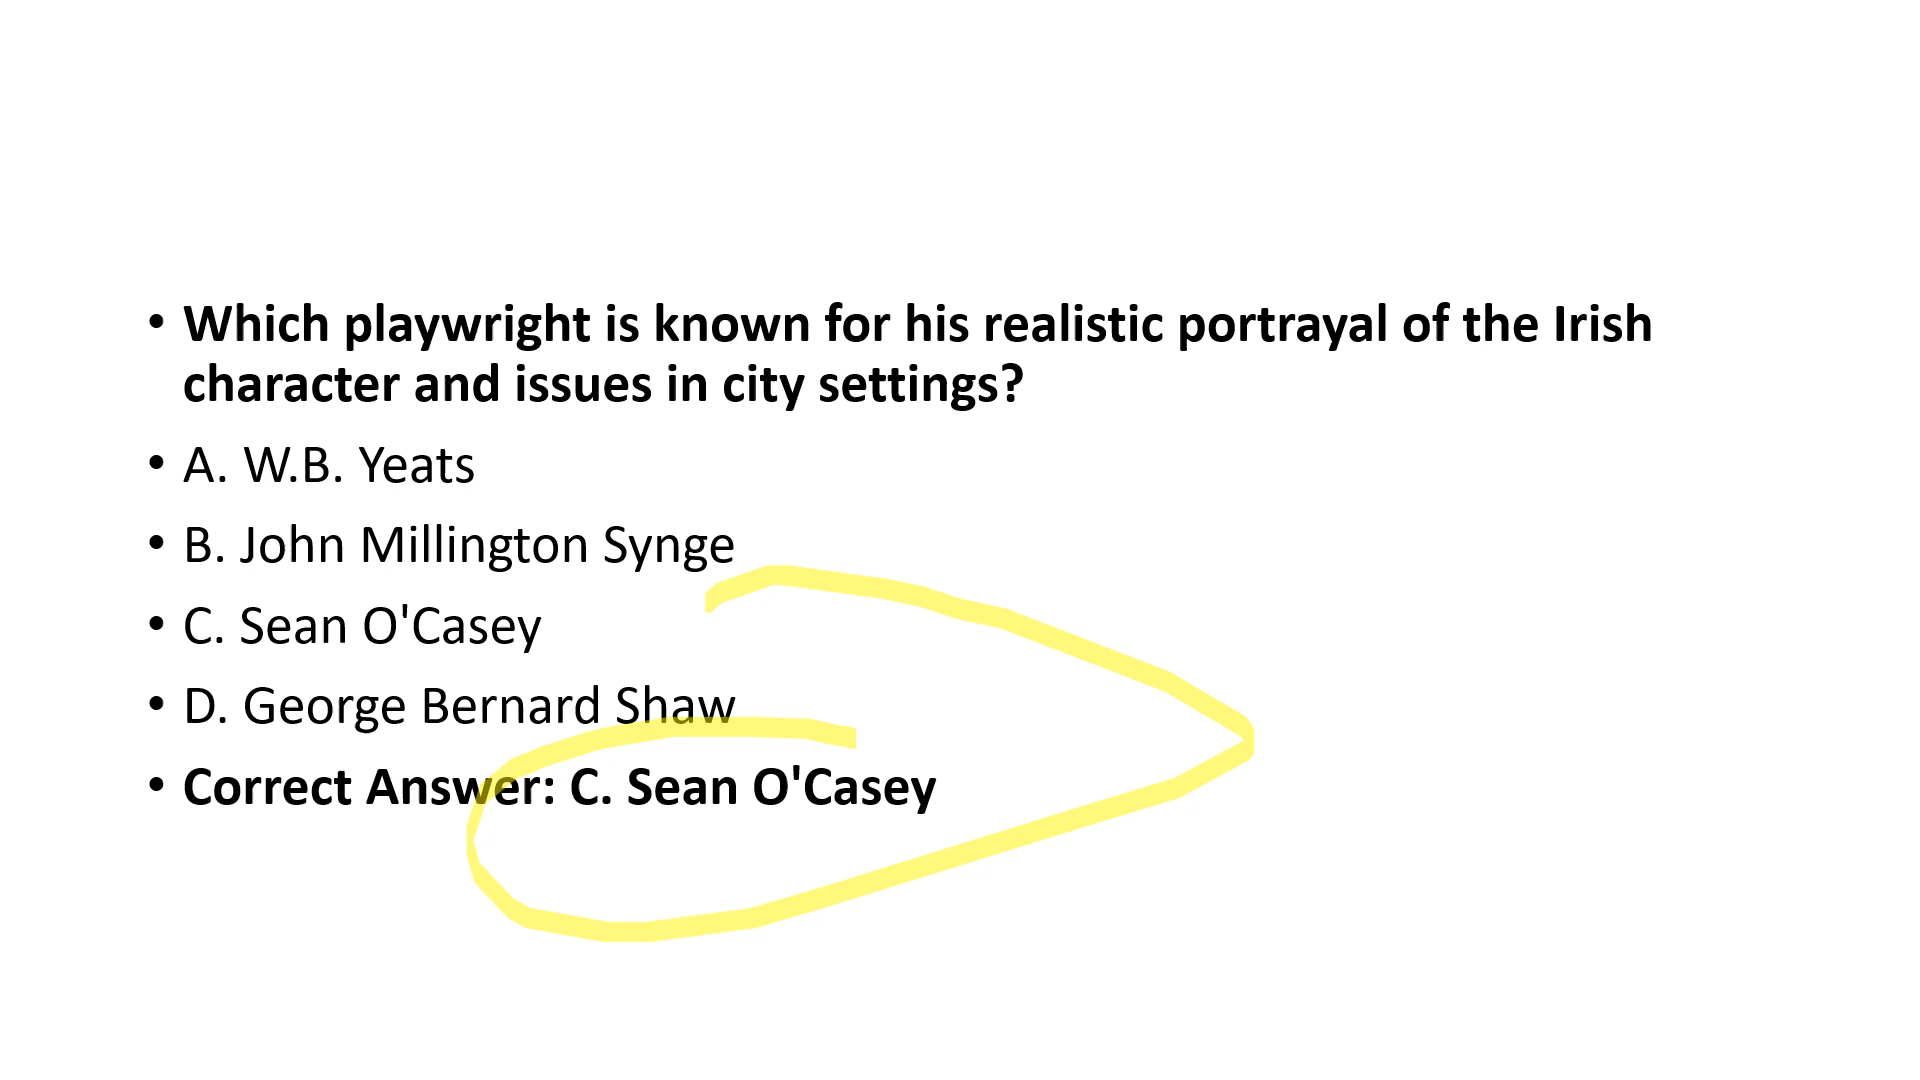 • Which playwright is known for his realistic portrayal of the Irish
character and issues in city settings?
• A. W.B. Yeats
• B. John Millington Synge
• C. Sean O'Casey
• D. George Bernard Shaw
• Correct Answer: C. Sean O'Casey